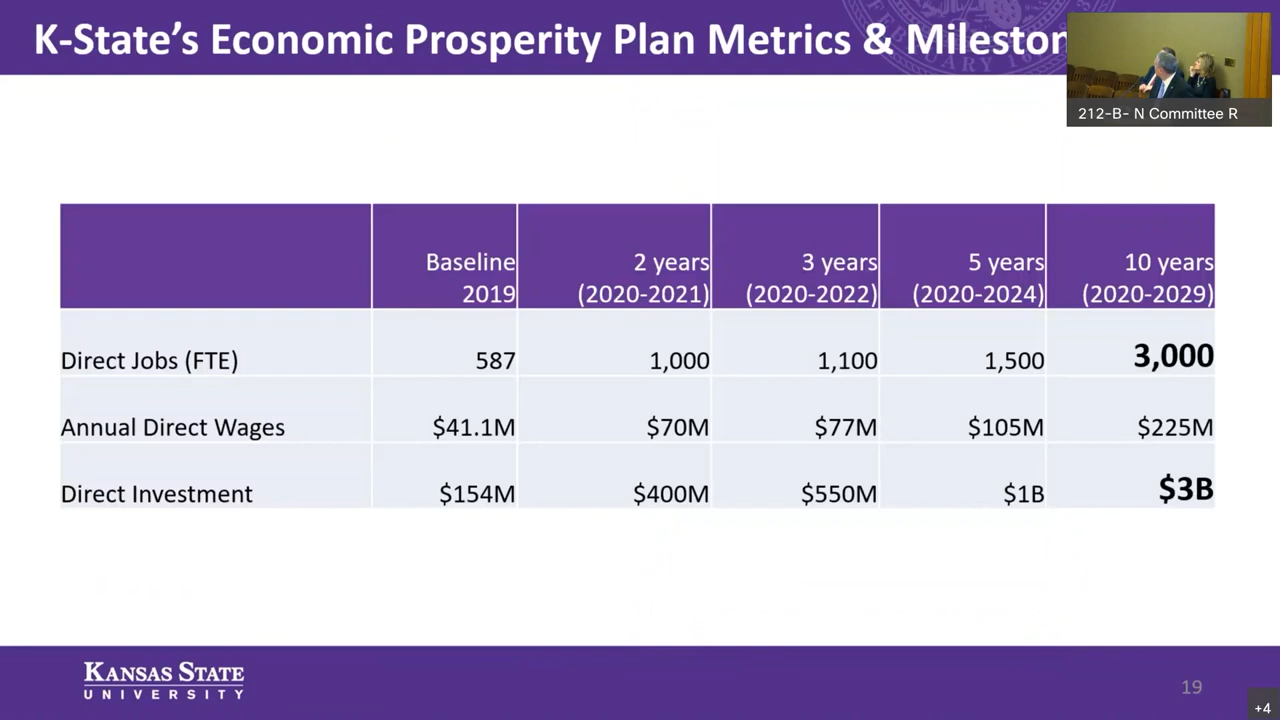 K-State's Economic Prosperity Plan Metrics & Mileston
212-B- N Committee R
Baseline 2019
2 years (2020-2021)
3 years (2020-2022)
5 years (2020-2024)
10 years (2020-2029)
Direct Jobs (FTE) 587 1,000 1,100 1,500 3,000
Annual Direct Wages $41.1M $70M $77M $105M $225M
Direct Investment $154M $400M $550M $1B $3B
KANSAS STATE
UNIVERSITY
19
+4